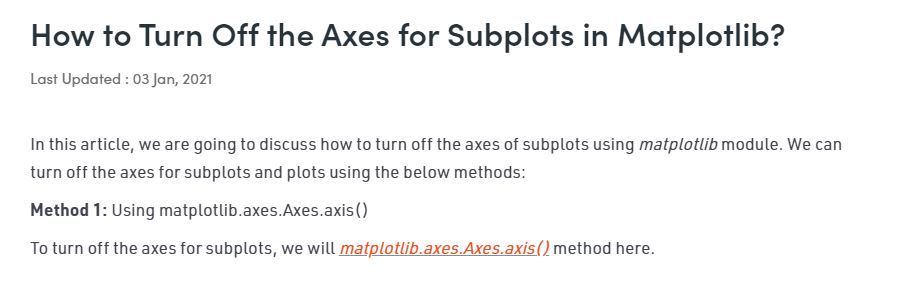 How to Turn Off the Axes for Subplots in Matplotlib?
Last Updated : 03 Jan, 2021
In this article, we are going to discuss how to turn off the axes of subplots using matplotlib module. We can
turn off the axes for subplots and plots using the below methods:
Method 1: Using matplotlib.axes.Axes.axis()
To turn off the axes for subplots, we will matplotlib.axes.Axes.axis() method here.